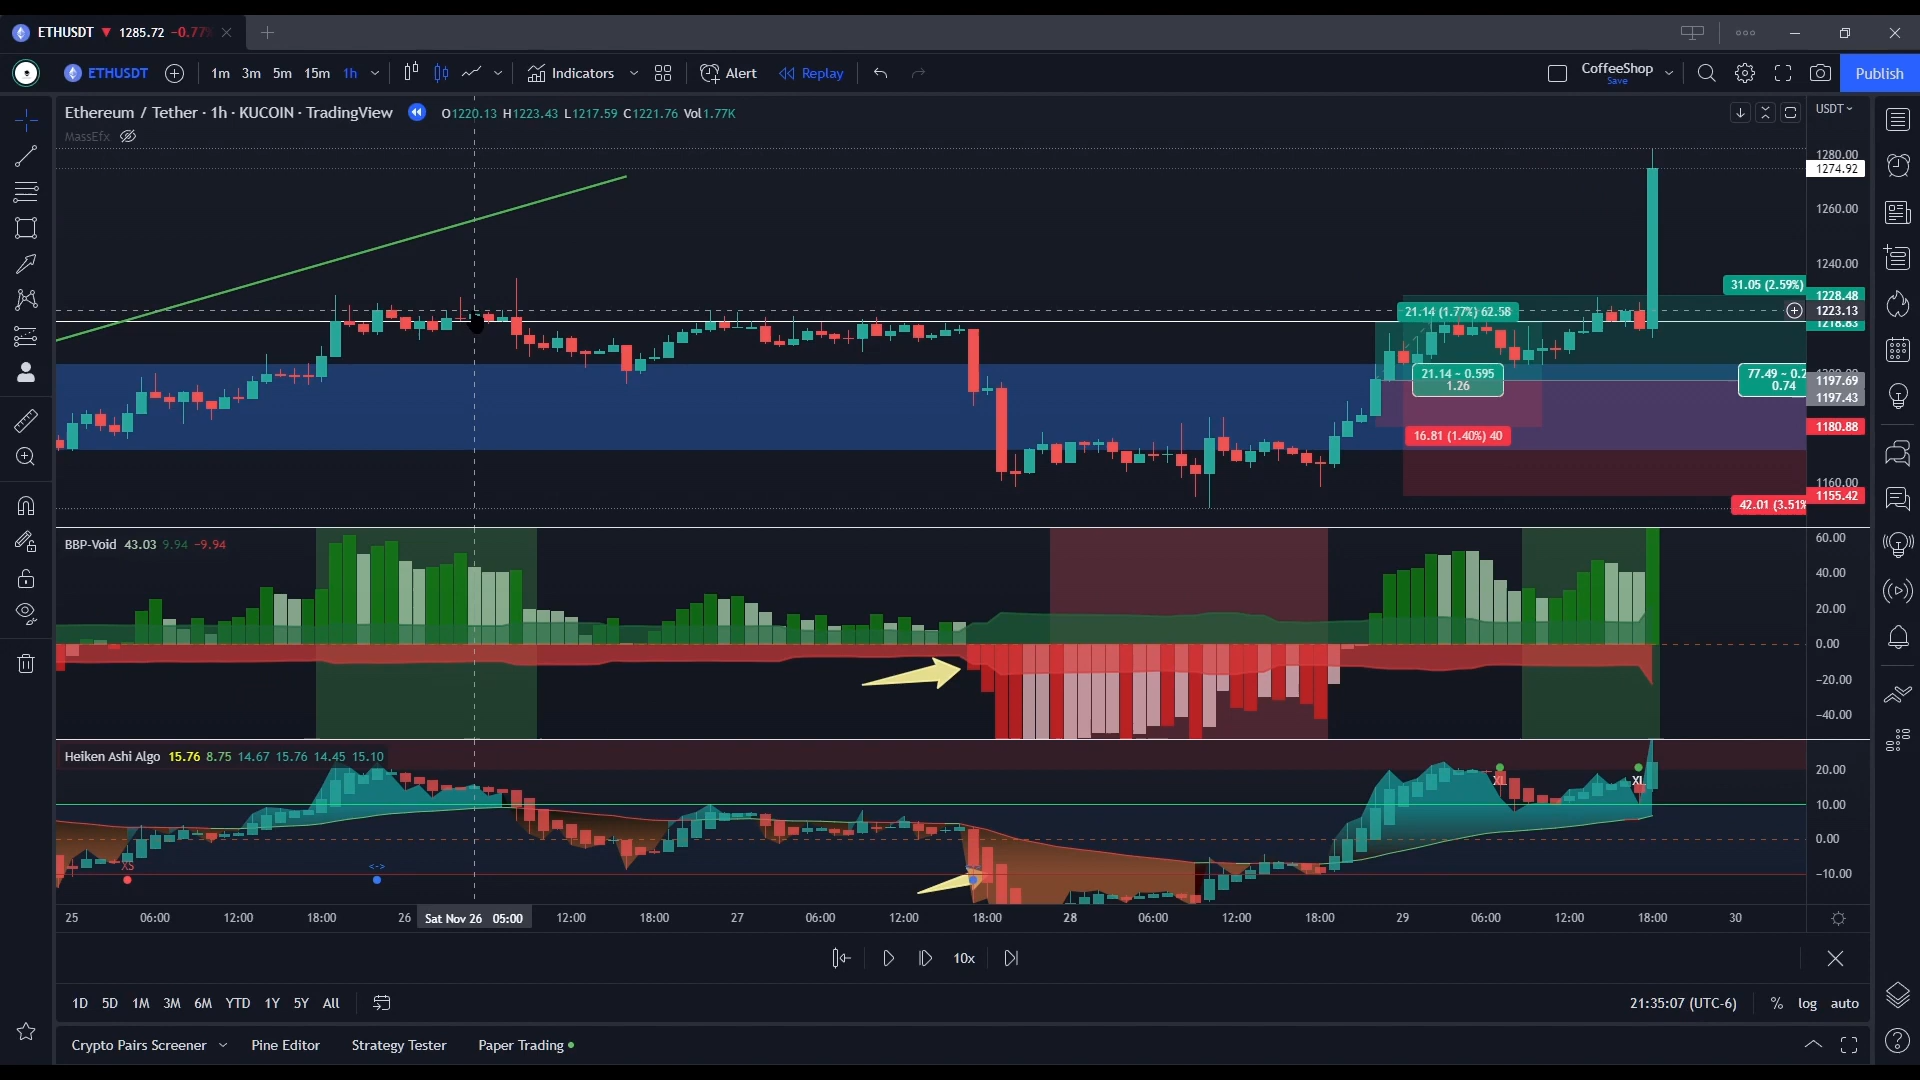 ETHUSDT ▼ 1285.72 −0.77%
ETHUSDT 1m 3m 5m 15m 1h Indicators Alert Replay CoffeeShop Save Publish
Ethereum / Tether · 1h · KUCOIN · TradingView O1220.13 H1223.43 L1217.59 C1221.76 Vol1.77K
USDT
MassEfx
1280.00
1274.92
1260.00
1240.00
31.05 (2.59%)
1228.48
21.14 (1.77%) 62.58
1223.13
1218.83
21.14 ~ 0.595
1.26
77.49 ~ 0.2
0.74
1197.69
1197.43
1180.88
16.81 (1.40%) 40
1160.00
1155.42
42.01 (3.51%
BBP-Void 43.03 9.94 −9.94
60.00
40.00
20.00
0.00
−20.00
−40.00
Heiken Ashi Algo 15.76 8.75 14.67 15.76 14.45 15.10
20.00
XL XL
10.00
0.00
XS <-> −10.00
25 06:00 12:00 18:00 26 Sat Nov 26 05:00 12:00 18:00 27 06:00 12:00 18:00 28 06:00 12:00 18:00 29 06:00 12:00 18:00 30
10x
1D 5D 1M 3M 6M YTD 1Y 5Y All 21:35:07 (UTC-6) % log auto
Crypto Pairs Screener Pine Editor Strategy Tester Paper Trading